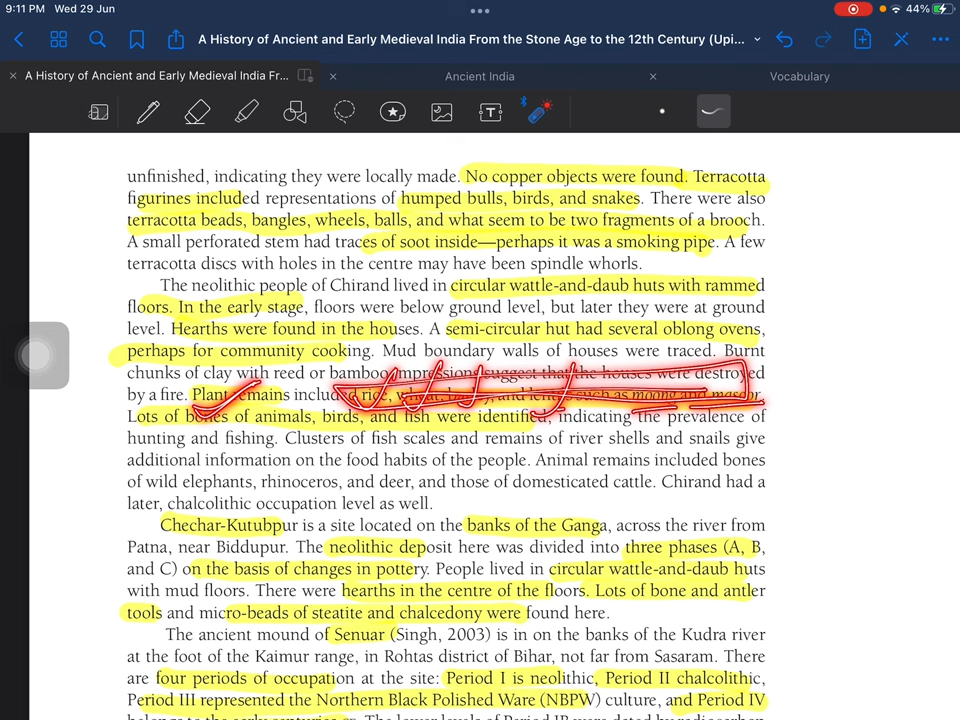 9:11 PM Wed 29 Jun
44%
A History of Ancient and Early Medieval India From the Stone Age to the 12th Century (Upi...
A History of Ancient and Early Medieval India Fr...
Ancient India
Vocabulary
unfinished, indicating they were locally made. No copper objects were found. Terracotta
figurines included representations of humped bulls, birds, and snakes. There were also
terracotta beads, bangles, wheels, balls, and what seem to be two fragments of a brooch.
A small perforated stem had traces of soot inside—perhaps it was a smoking pipe. A few
terracotta discs with holes in the centre may have been spindle whorls.
The neolithic people of Chirand lived in circular wattle-and-daub huts with rammed
floors. In the early stage, floors were below ground level, but later they were at ground
level. Hearths were found in the houses. A semi-circular hut had several oblong ovens,
perhaps for community cooking. Mud boundary walls of houses were traced. Burnt
chunks of clay with reed or bamboo impressions suggest that the houses were destroyed
by a fire. Plant remains included rice, wheat, barley, and lentils such as moong and masoor.
Lots of bones of animals, birds, and fish were identified, indicating the prevalence of
hunting and fishing. Clusters of fish scales and remains of river shells and snails give
additional information on the food habits of the people. Animal remains included bones
of wild elephants, rhinoceros, and deer, and those of domesticated cattle. Chirand had a
later, chalcolithic occupation level as well.
Chechar-Kutubpur is a site located on the banks of the Ganga, across the river from
Patna, near Biddupur. The neolithic deposit here was divided into three phases (A, B,
and C) on the basis of changes in pottery. People lived in circular wattle-and-daub huts
with mud floors. There were hearths in the centre of the floors. Lots of bone and antler
tools and micro-beads of steatite and chalcedony were found here.
The ancient mound of Senuar (Singh, 2003) is in on the banks of the Kudra river
at the foot of the Kaimur range, in Rohtas district of Bihar, not far from Sasaram. There
are four periods of occupation at the site: Period I is neolithic, Period II chalcolithic,
Period III represented the Northern Black Polished Ware (NBPW) culture, and Period IV